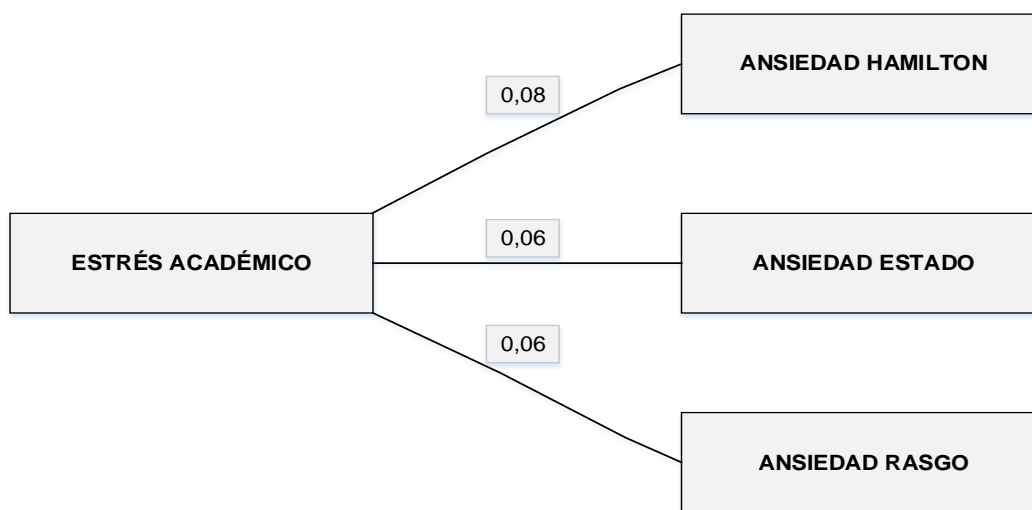 ANSIEDAD HAMILTON
0,08
ESTRÉS ACADÉMICO
0,06
ANSIEDAD ESTADO
0,06
ANSIEDAD RASGO